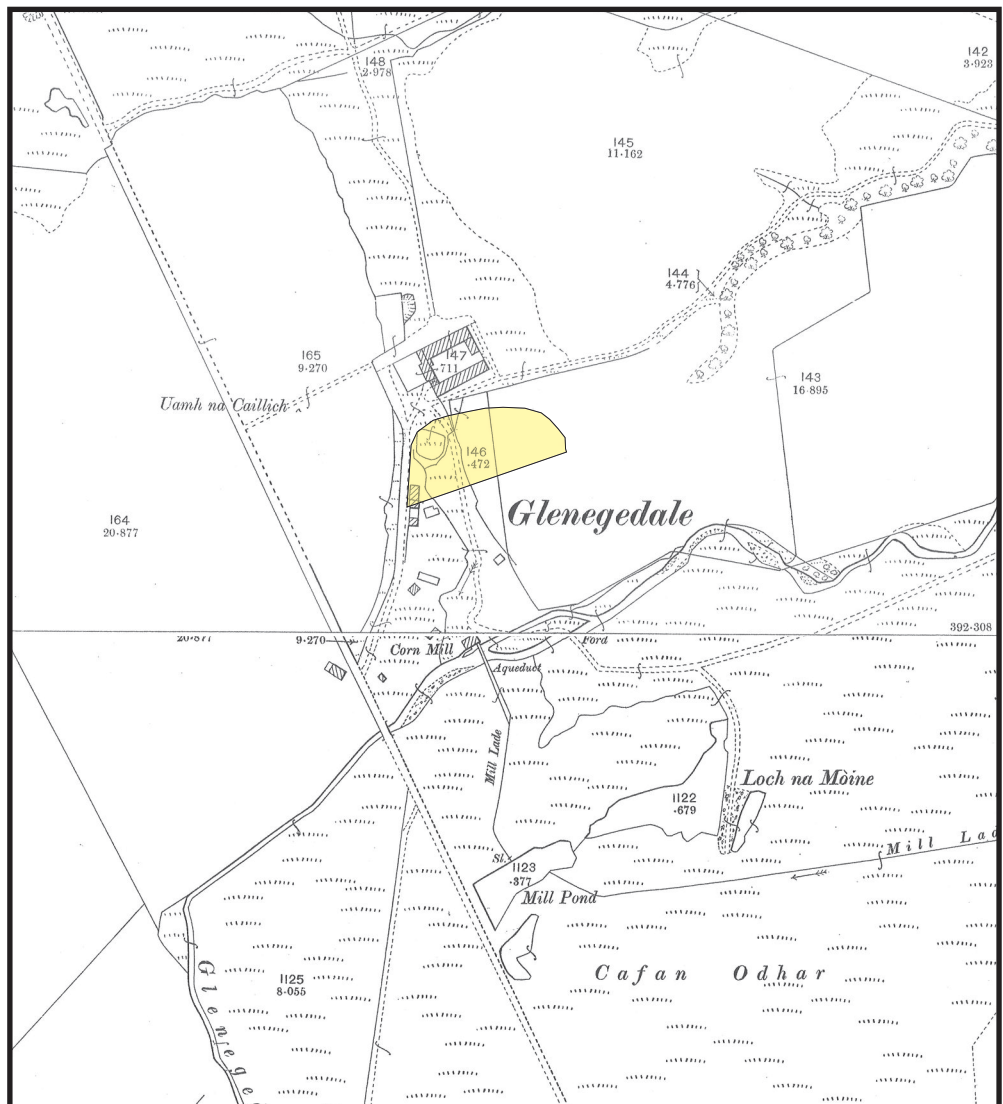 148
2·978
142
3·923
145
11·162
144
4·776
147
·711
165
9·270
143
16·895
Uamh na Caillich
146
·472
Glenegedale
164
20·877
20·877
9·270
392·308
Corn Mill
Ford
Aqueduct
Mill Lade
Loch na Mòine
1122
·679
Mill Lad
Sl.
1123
·377
Mill Pond
Cafan Odhar
1125
8·055
Glenege